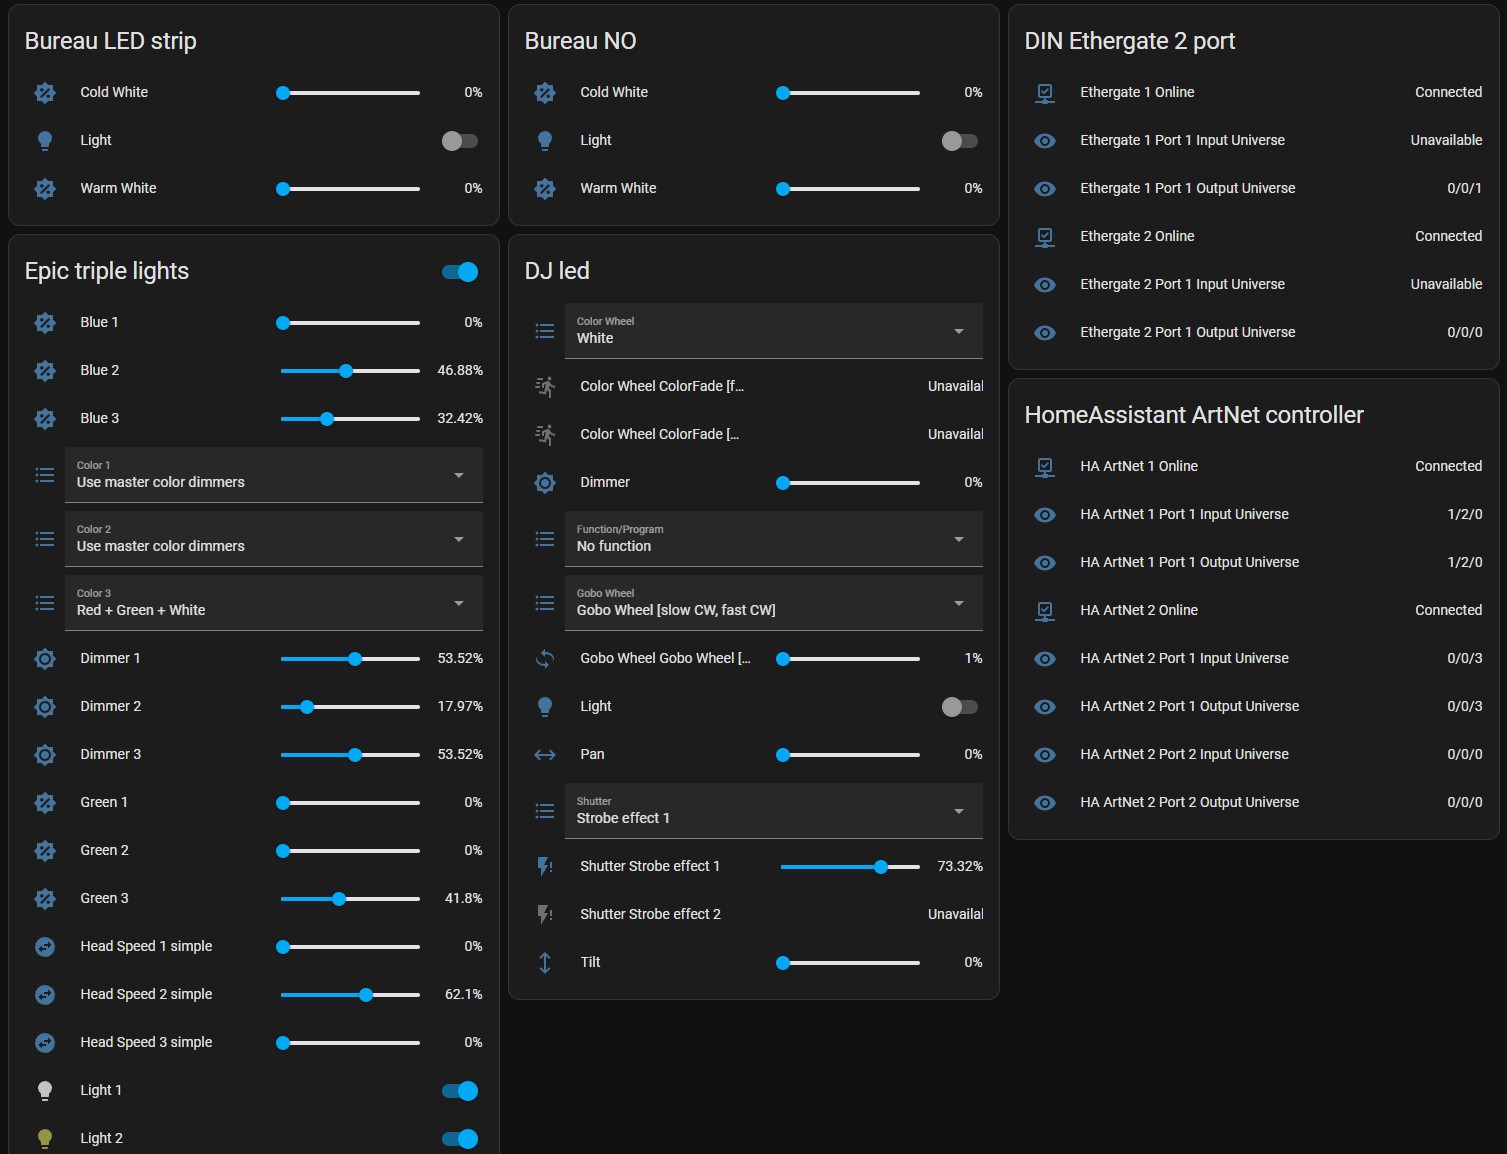 Bureau LED strip
Cold White 0%
Light
Warm White 0%
Epic triple lights
Blue 1 0%
Blue 2 46.88%
Blue 3 32.42%
Color 1
Use master color dimmers
Color 2
Use master color dimmers
Color 3
Red + Green + White
Dimmer 1 53.52%
Dimmer 2 17.97%
Dimmer 3 53.52%
Green 1 0%
Green 2 0%
Green 3 41.8%
Head Speed 1 simple 0%
Head Speed 2 simple 62.1%
Head Speed 3 simple 0%
Light 1
Light 2
Bureau NO
Cold White 0%
Light
Warm White 0%
DJ led
Color Wheel
White
Color Wheel ColorFade [f... Unavailal
Color Wheel ColorFade [... Unavailal
Dimmer 0%
Function/Program
No function
Gobo Wheel
Gobo Wheel [slow CW, fast CW]
Gobo Wheel Gobo Wheel [... 1%
Light
Pan 0%
Shutter
Strobe effect 1
Shutter Strobe effect 1 73.32%
Shutter Strobe effect 2 Unavailal
Tilt 0%
DIN Ethergate 2 port
Ethergate 1 Online Connected
Ethergate 1 Port 1 Input Universe Unavailable
Ethergate 1 Port 1 Output Universe 0/0/1
Ethergate 2 Online Connected
Ethergate 2 Port 1 Input Universe Unavailable
Ethergate 2 Port 1 Output Universe 0/0/0
HomeAssistant ArtNet controller
HA ArtNet 1 Online Connected
HA ArtNet 1 Port 1 Input Universe 1/2/0
HA ArtNet 1 Port 1 Output Universe 1/2/0
HA ArtNet 2 Online Connected
HA ArtNet 2 Port 1 Input Universe 0/0/3
HA ArtNet 2 Port 1 Output Universe 0/0/3
HA ArtNet 2 Port 2 Input Universe 0/0/0
HA ArtNet 2 Port 2 Output Universe 0/0/0